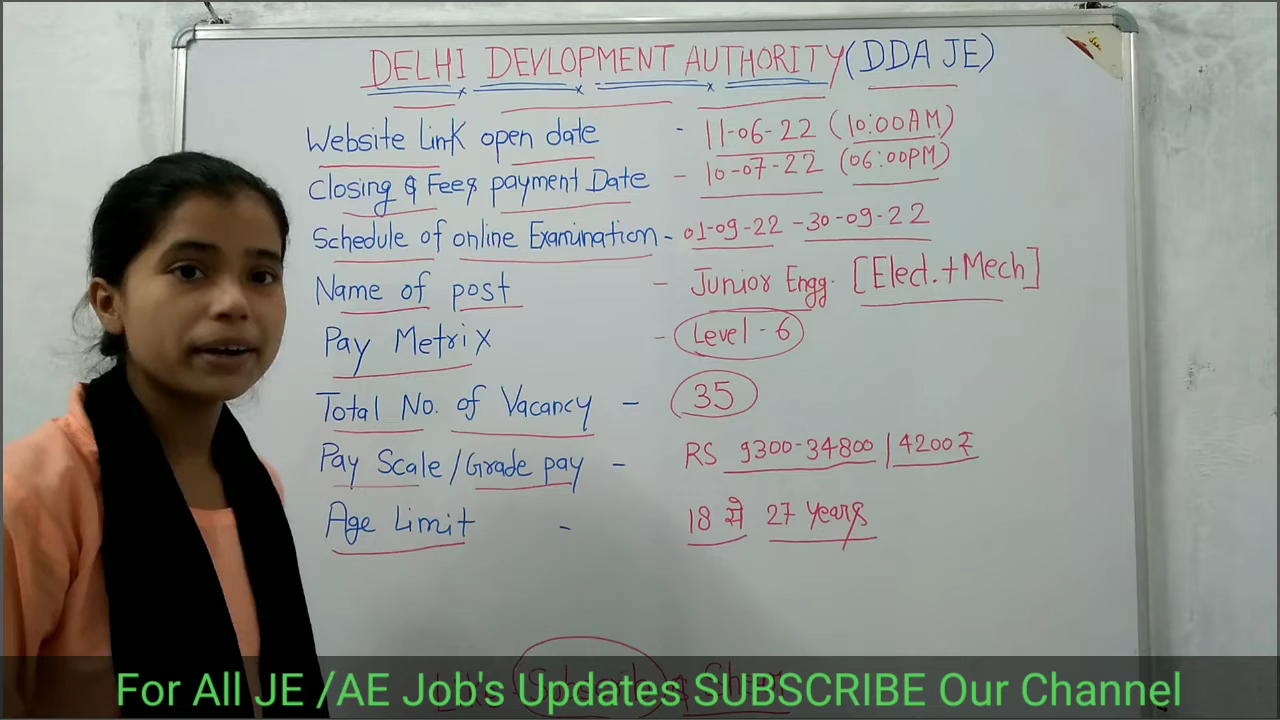 DELHI DEVLOPMENT AUTHORITY (DDA JE)
Website Link open date - 11-06-22 (10:00AM)
Closing & Fees payment Date - 10-07-22 (06:00PM)
Schedule of online Examination - 01-09-22 - 30-09-22
Name of post - Junior Engg. [Elect. + Mech]
Pay Metrix - Level - 6
Total No. of Vacancy - 35
Pay Scale/Grade pay - RS 9300-34800 | 4200₹
Age Limit - 18 से 27 years
For All JE /AE Job's Updates SUBSCRIBE Our Channel